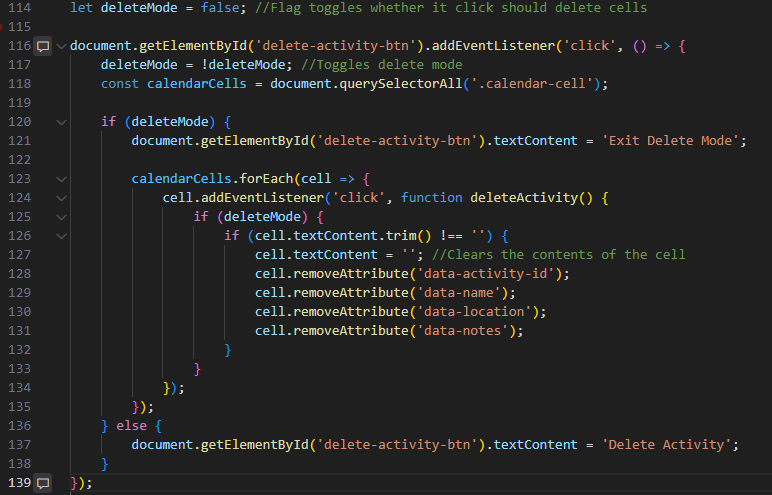 114 let deleteMode = false; //Flag toggles whether it click should delete cells
115
116 document.getElementById('delete-activity-btn').addEventListener('click', () => {
117     deleteMode = !deleteMode; //Toggles delete mode
118     const calendarCells = document.querySelectorAll('.calendar-cell');
119
120     if (deleteMode) {
121         document.getElementById('delete-activity-btn').textContent = 'Exit Delete Mode';
122
123         calendarCells.forEach(cell => {
124             cell.addEventListener('click', function deleteActivity() {
125                 if (deleteMode) {
126                     if (cell.textContent.trim() !== '') {
127                         cell.textContent = ''; //Clears the contents of the cell
128                         cell.removeAttribute('data-activity-id');
129                         cell.removeAttribute('data-name');
130                         cell.removeAttribute('data-location');
131                         cell.removeAttribute('data-notes');
132                     }
133                 }
134             });
135         });
136     } else {
137         document.getElementById('delete-activity-btn').textContent = 'Delete Activity';
138     }
139 });